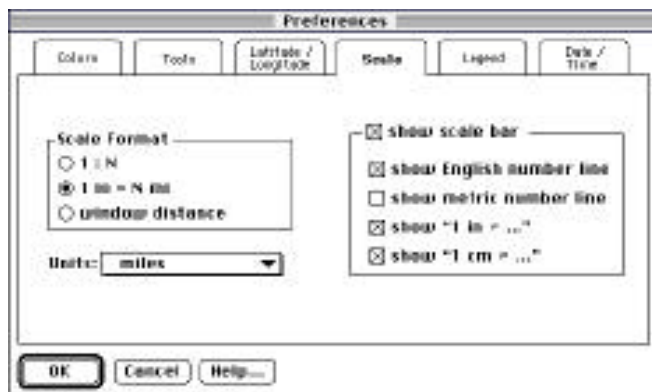 Preferences
Colors
Tools
Latitude /
Longitude
Scale
Legend
Date /
Time
Scale Format
1 : N
1 in = N mi
window distance
Units: miles
show scale bar
show English number line
show metric number line
show "1 in = ..."
show "1 cm = ..."
OK Cancel Help...